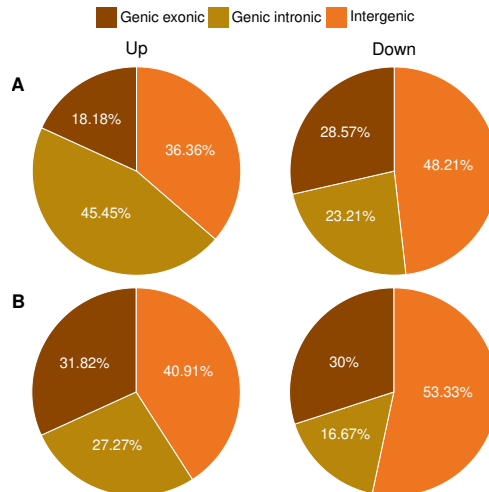 Genic exonic Genic intronic Intergenic
Up Down
A
18.18% 36.36% 45.45%
28.57% 48.21% 23.21%
B
31.82% 40.91% 27.27%
30% 53.33% 16.67%